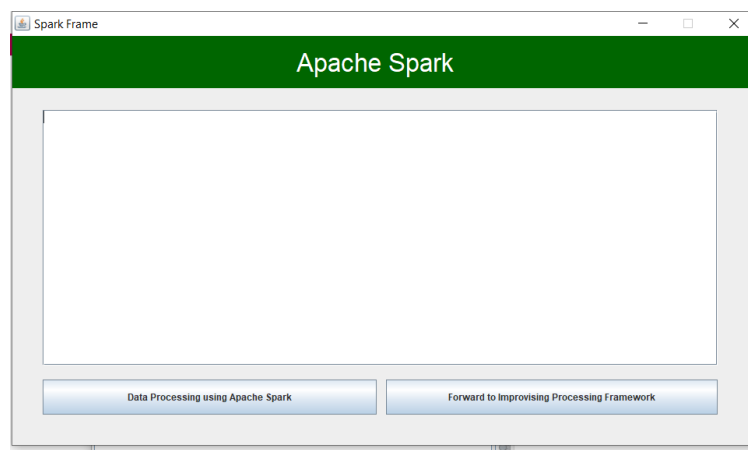 Spark Frame
Apache Spark
Data Processing using Apache Spark
Forward to Improvising Processing Framework